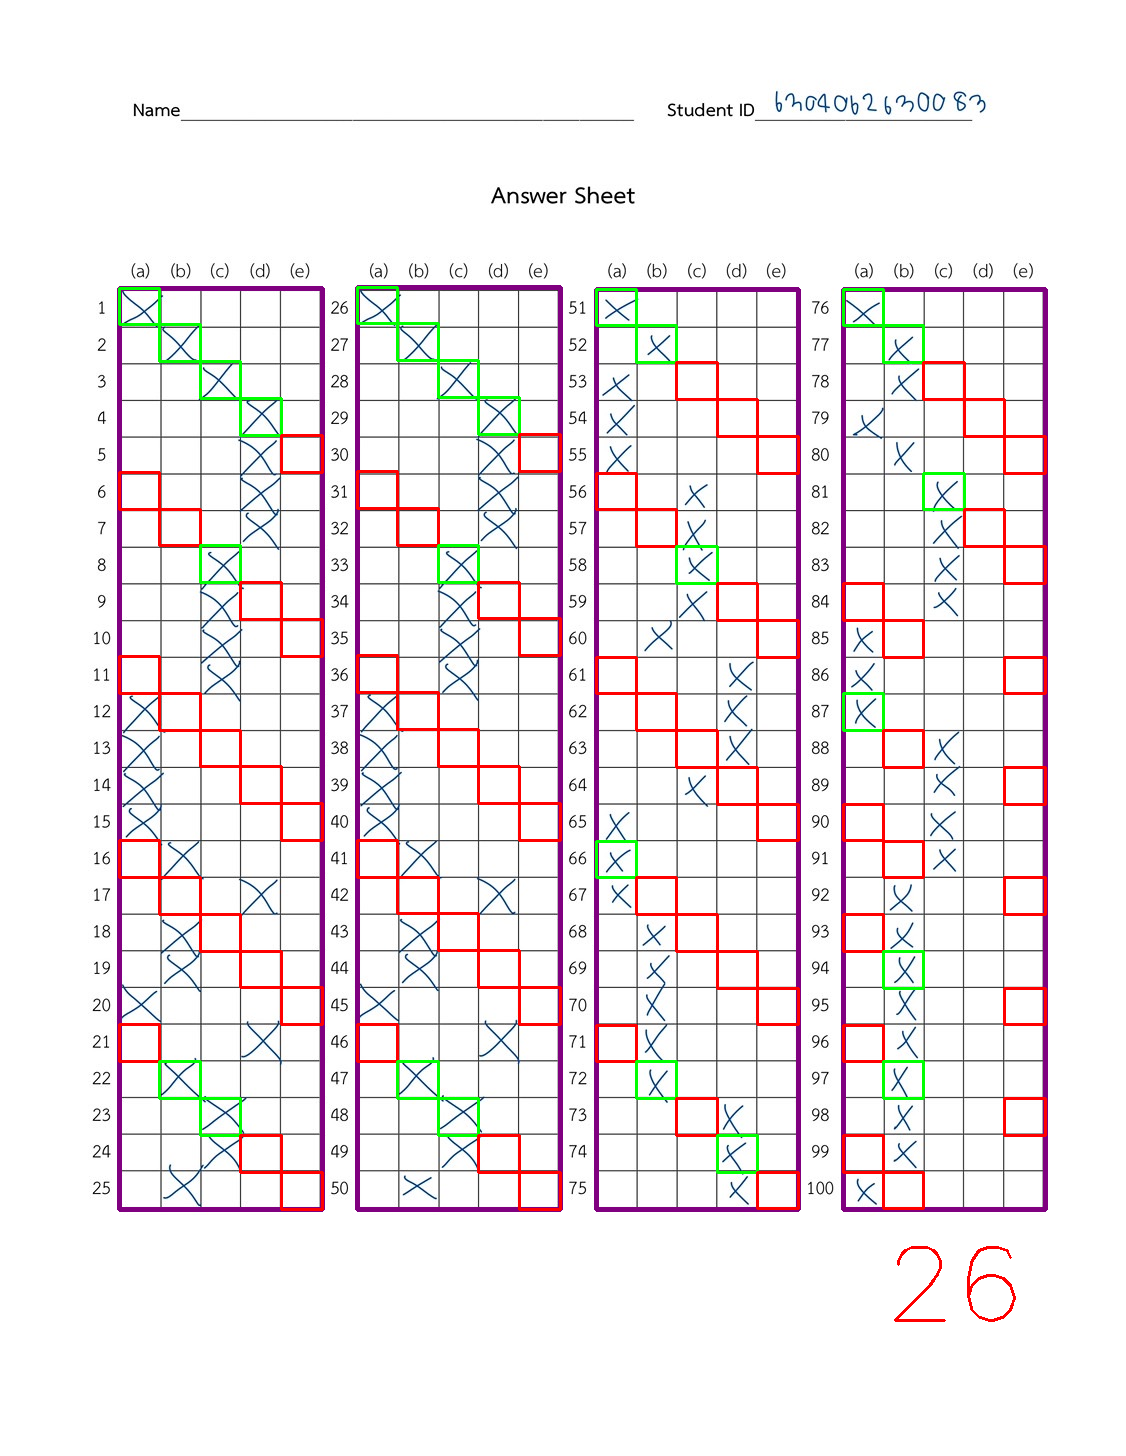 Name Student ID 6304062630083
Answer Sheet
(a) (b) (c) (d) (e) (a) (b) (c) (d) (e) (a) (b) (c) (d) (e) (a) (b) (c) (d) (e)
1 26 51 76
2 27 52 77
3 28 53 78
4 29 54 79
5 30 55 80
6 31 56 81
7 32 57 82
8 33 58 83
9 34 59 84
10 35 60 85
11 36 61 86
12 37 62 87
13 38 63 88
14 39 64 89
15 40 65 90
16 41 66 91
17 42 67 92
18 43 68 93
19 44 69 94
20 45 70 95
21 46 71 96
22 47 72 97
23 48 73 98
24 49 74 99
25 50 75 100
26